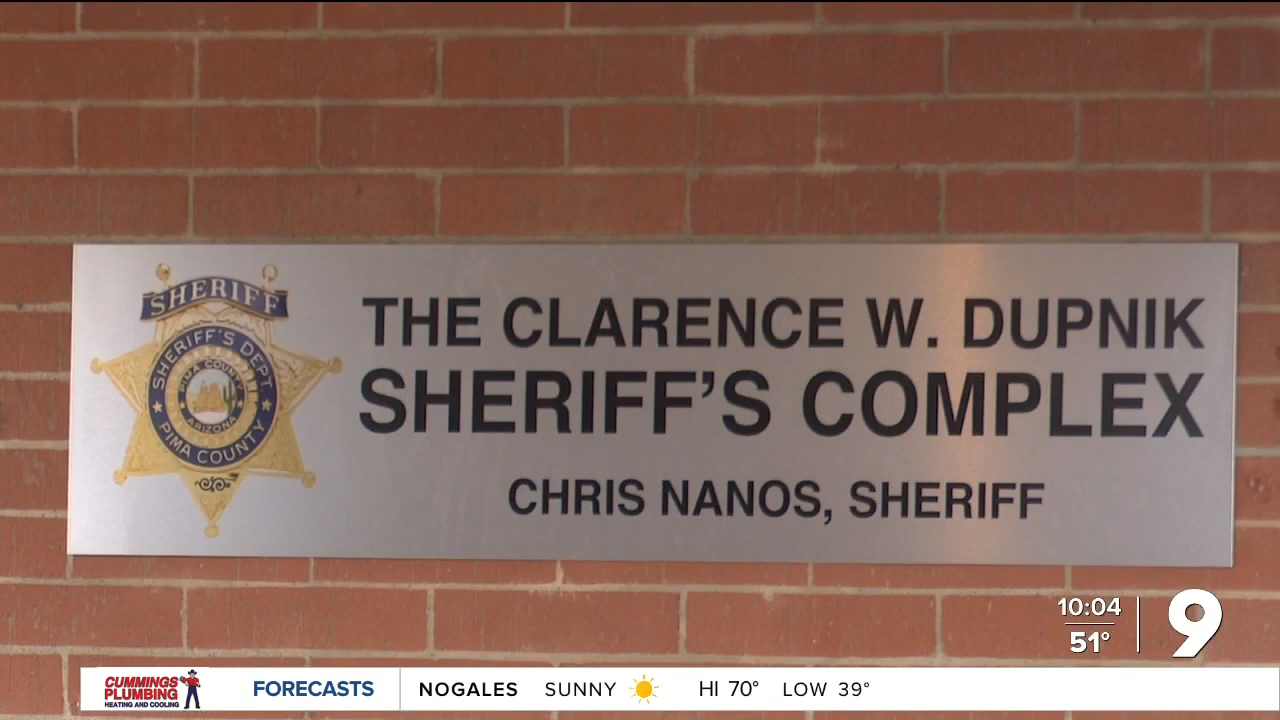 SHERIFF
SHERIFF'S DEPT
PIMA COUNTY
ARIZONA
PIMA COUNTY
THE CLARENCE W. DUPNIK
SHERIFF'S COMPLEX
CHRIS NANOS, SHERIFF
10:04
51°
9
CUMMINGS
PLUMBING
HEATING AND COOLING
FORECASTS
NOGALES SUNNY HI 70° LOW 39°